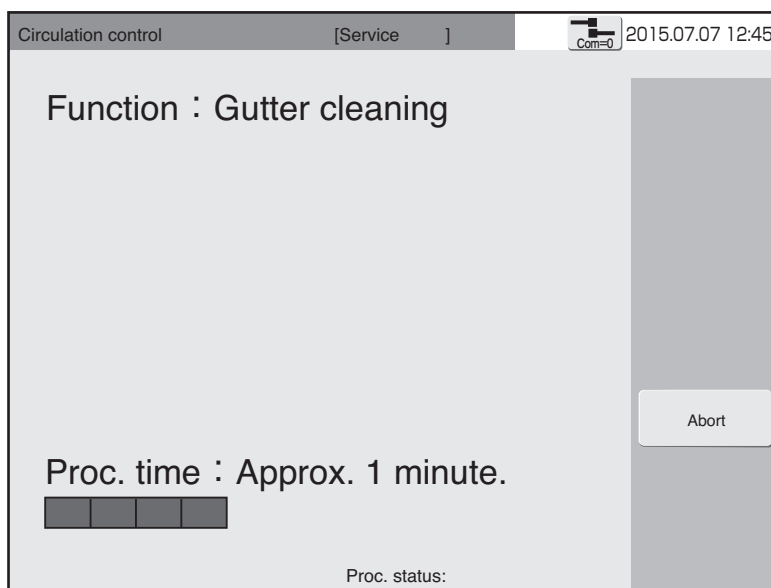 Circulation control [Service ] Com=0 2015.07.07 12:45
Function：Gutter cleaning
Abort
Proc. time：Approx. 1 minute.
Proc. status: